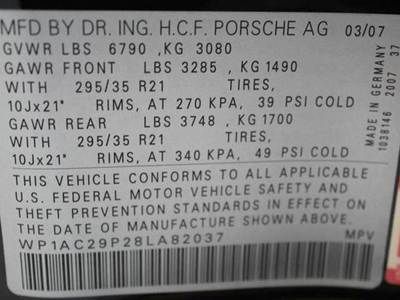 MFD BY DR. ING. H.C.F. PORSCHE AG 03/07
GVWR LBS 6790 , KG 3080
GAWR FRONT LBS 3285 , KG 1490
WITH 295/35 R21 TIRES,
10Jx21" RIMS, AT 270 KPA, 39 PSI COLD
GAWR REAR LBS 3748 , KG 1700
WITH 295/35 R21 TIRES,
10Jx21" RIMS, AT 340 KPA, 49 PSI COLD
THIS VEHICLE CONFORMS TO ALL APPLICABLE
U.S. FEDERAL MOTOR VEHICLE SAFETY AND
THEFT PREVENTION STANDARDS IN EFFECT ON
THE DATE OF MANUFACTURE SHOWN ABOVE.
WP1AC29P28LA82037 MPV
MADE IN GERMANY
1038146 2007 37